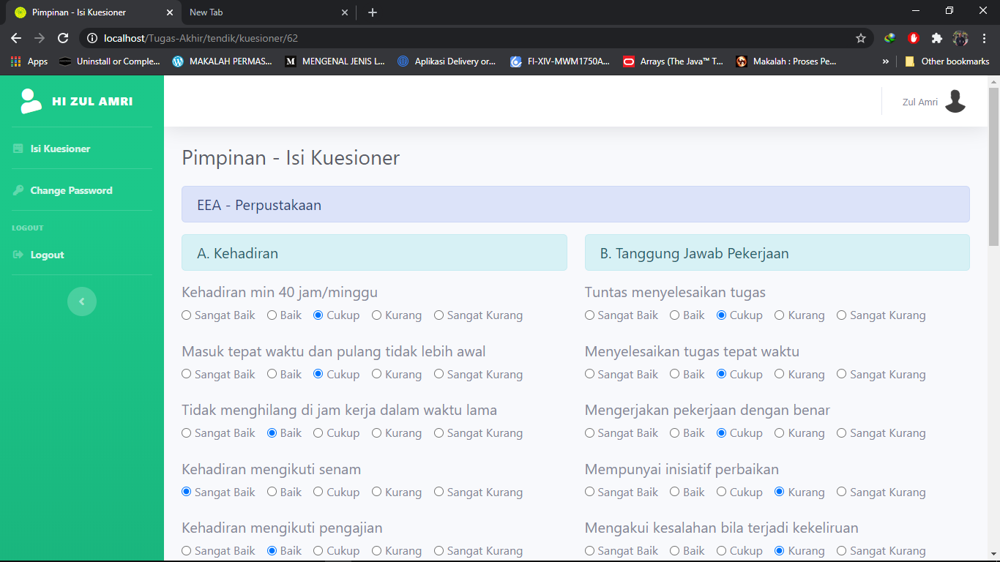 Pimpinan - Isi Kuesioner
New Tab
localhost/Tugas-Akhir/tendik/kuesioner/62
Apps
Uninstall or Comple...
MAKALAH PERMAS...
MENGENAL JENIS L...
Aplikasi Delivery or...
FI-XIV-MWM1750A...
Arrays (The Java™ T...
Makalah : Proses Pe...
»
Other bookmarks
HI ZUL AMRI
Isi Kuesioner
Change Password
LOGOUT
Logout
Zul Amri
Pimpinan - Isi Kuesioner
EEA - Perpustakaan
A. Kehadiran
Kehadiran min 40 jam/minggu
Sangat Baik Baik Cukup Kurang Sangat Kurang
Masuk tepat waktu dan pulang tidak lebih awal
Sangat Baik Baik Cukup Kurang Sangat Kurang
Tidak menghilang di jam kerja dalam waktu lama
Sangat Baik Baik Cukup Kurang Sangat Kurang
Kehadiran mengikuti senam
Sangat Baik Baik Cukup Kurang Sangat Kurang
Kehadiran mengikuti pengajian
Sangat Baik Baik Cukup Kurang Sangat Kurang
B. Tanggung Jawab Pekerjaan
Tuntas menyelesaikan tugas
Sangat Baik Baik Cukup Kurang Sangat Kurang
Menyelesaikan tugas tepat waktu
Sangat Baik Baik Cukup Kurang Sangat Kurang
Mengerjakan pekerjaan dengan benar
Sangat Baik Baik Cukup Kurang Sangat Kurang
Mempunyai inisiatif perbaikan
Sangat Baik Baik Cukup Kurang Sangat Kurang
Mengakui kesalahan bila terjadi kekeliruan
Sangat Baik Baik Cukup Kurang Sangat Kurang